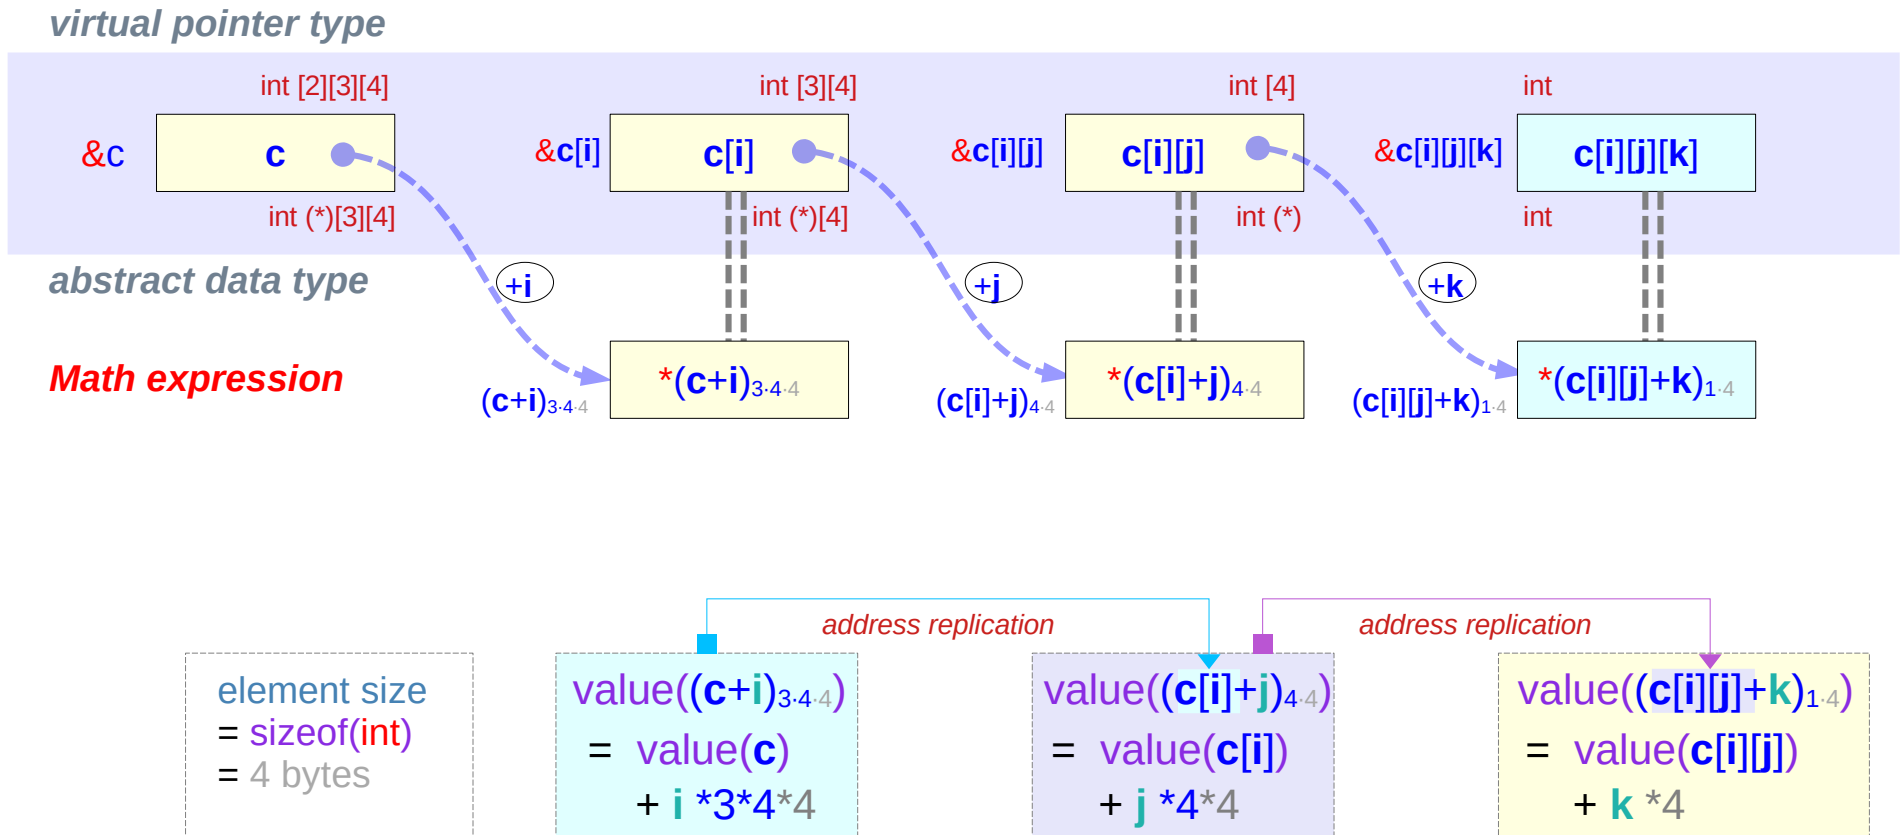 virtual pointer type
int [2][3][4] int [3][4] int [4] int
&c c &c[i] c[i] &c[i][j] c[i][j] &c[i][j][k] c[i][j][k]
int (*)[3][4] int (*)[4] int (*) int
abstract data type +i +j +k
Math expression *(c+i)3·4·4 *(c[i]+j)4·4 *(c[i][j]+k)1·4
(c+i)3·4·4 (c[i]+j)4·4 (c[i][j]+k)1·4
address replication address replication
element size
= sizeof(int)
= 4 bytes
value((c+i)3·4·4)
= value(c)
+ i *3*4*4
value((c[i]+j)4·4)
= value(c[i])
+ j *4*4
value((c[i][j]+k)1·4)
= value(c[i][j])
+ k *4